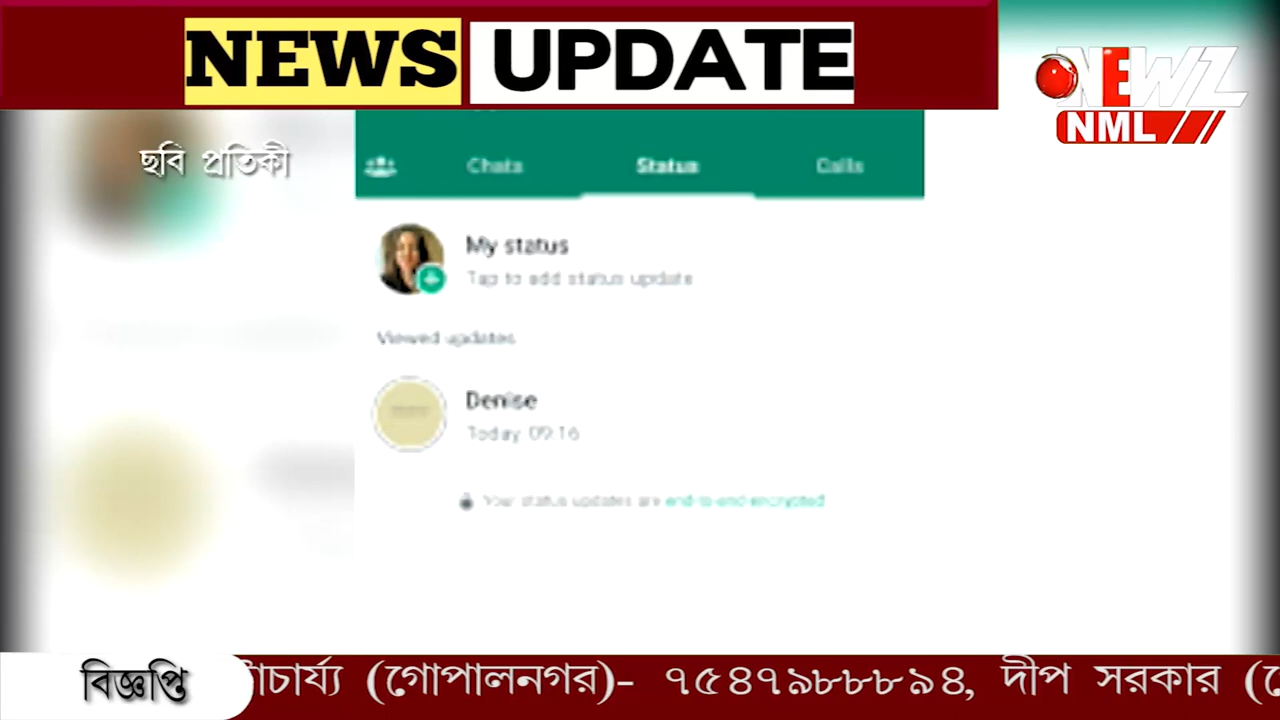 NEWS UPDATE
NEWZ
NML
ছবি প্রতিকী
Chats Status Calls
My status
Tap to add status update
Viewed updates
Denise
Today, 09:16
Your status updates are end-to-end encrypted
বিজ্ঞপ্তি
াচার্য্য (গোপালনগর)- ৭৫৪৭৯৮৮৮৯৪, দীপ সরকার (